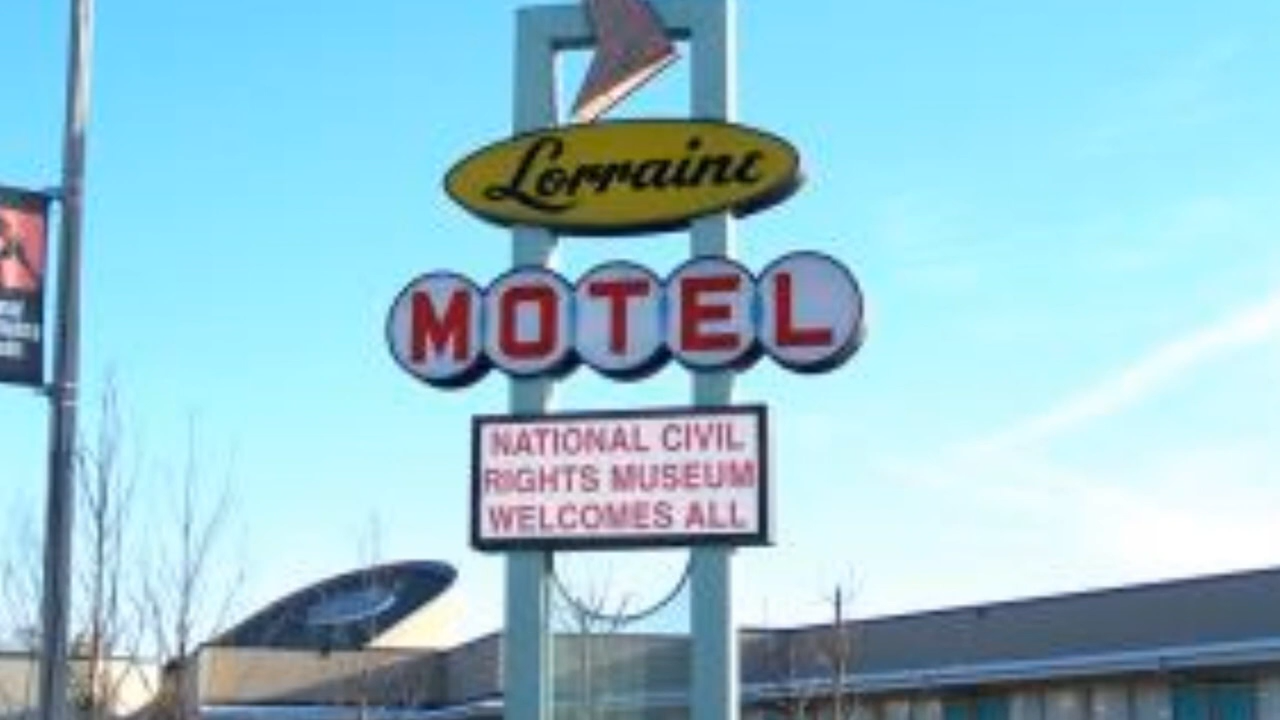 Lorraine
MOTEL
NATIONAL CIVIL
RIGHTS MUSEUM
WELCOMES ALL